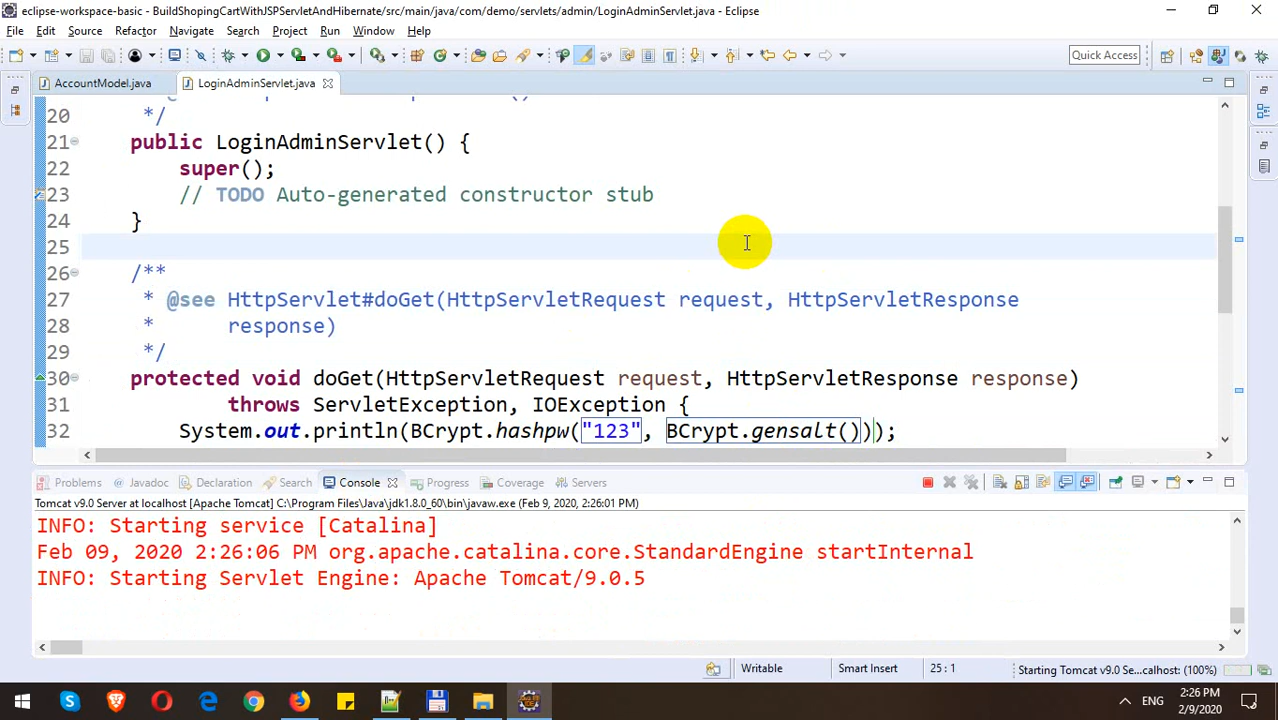 eclipse-workspace-basic - BuildShopingCartWithJSPServletAndHibernate/src/main/java/com/demo/servlets/admin/LoginAdminServlet.java - Eclipse
File Edit Source Refactor Navigate Search Project Run Window Help
Quick Access
AccountModel.java LoginAdminServlet.java
20 */
21 public LoginAdminServlet() {
22 super();
23 // TODO Auto-generated constructor stub
24 }
25
26 /**
27 * @see HttpServlet#doGet(HttpServletRequest request, HttpServletResponse
28 * response)
29 */
30 protected void doGet(HttpServletRequest request, HttpServletResponse response)
31 throws ServletException, IOException {
32 System.out.println(BCrypt.hashpw("123", BCrypt.gensalt()));
Problems Javadoc Declaration Search Console Progress Coverage Servers
Tomcat v9.0 Server at localhost [Apache Tomcat] C:\Program Files\Java\jdk1.8.0_60\bin\javaw.exe (Feb 9, 2020, 2:26:01 PM)
INFO: Starting service [Catalina]
Feb 09, 2020 2:26:06 PM org.apache.catalina.core.StandardEngine startInternal
INFO: Starting Servlet Engine: Apache Tomcat/9.0.5
Writable Smart Insert 25 : 1 Starting Tomcat v9.0 Se...calhost: (100%)
ENG 2:26 PM
2/9/2020